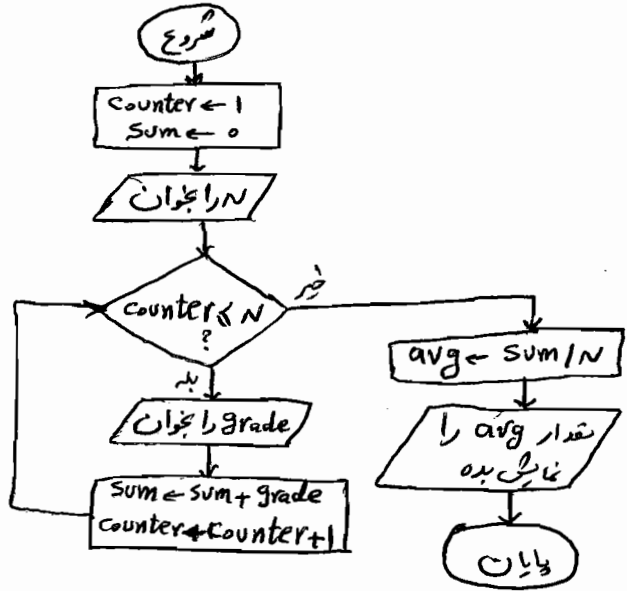 شروع
counter ← 1
sum ← 0
N را بخوان
counter ⩽ N
?
خیر
بله
grade را بخوان
sum ← sum + grade
counter ← counter + 1
avg ← sum / N
مقدار avg را
نمایش بده
پایان